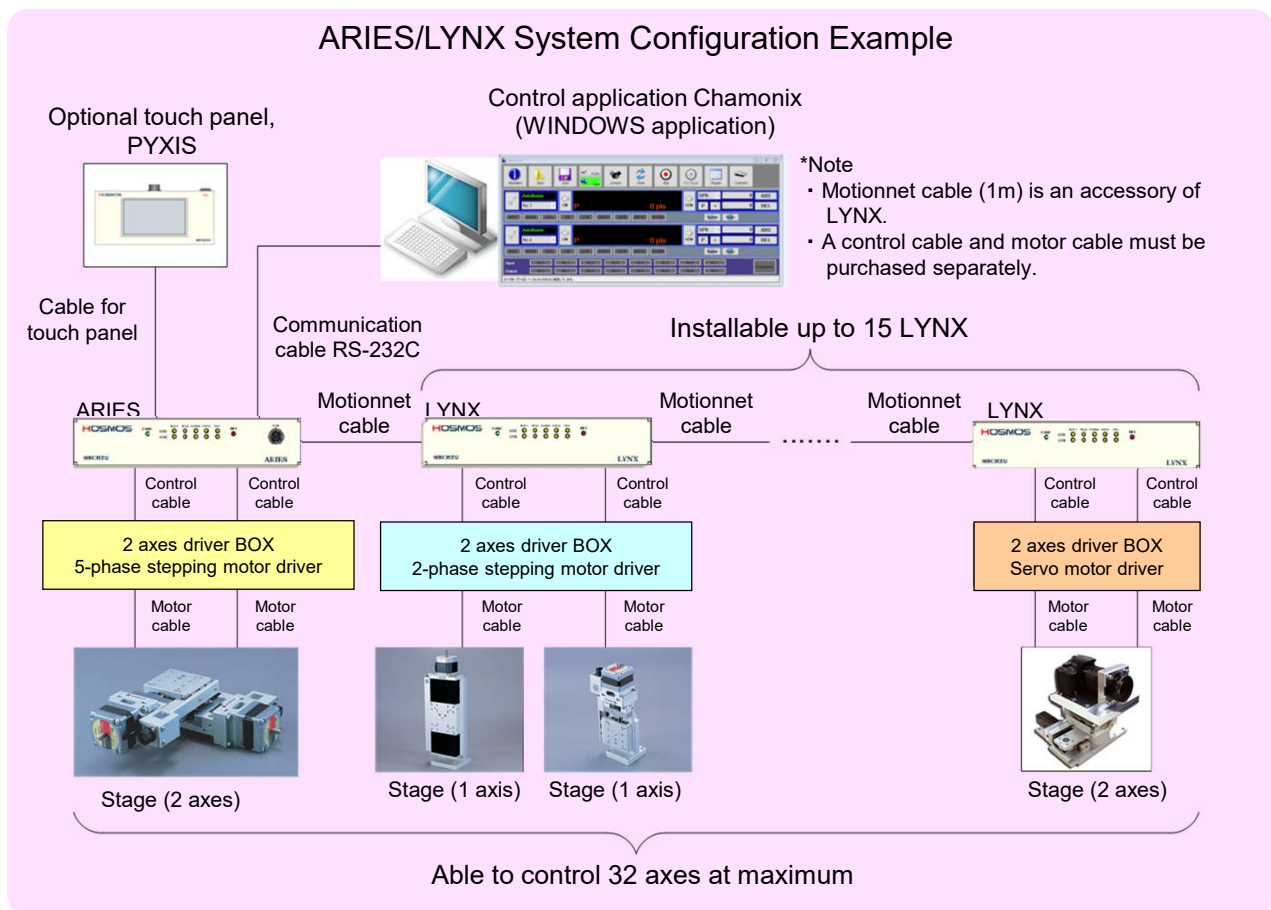 ARIES/LYNX System Configuration Example
Optional touch panel,
PYXIS
Control application Chamonix
(WINDOWS application)
*Note
・Motionnet cable (1m) is an accessory of
LYNX.
・A control cable and motor cable must be
purchased separately.
Cable for
touch panel
Communication
cable RS-232C
Installable up to 15 LYNX
ARIES
Motionnet
cable
LYNX
Motionnet
cable
Motionnet
cable
LYNX
KOSMOS
ARIES
KOSMOS
LYNX
········
KOSMOS
LYNX
Control
cable
Control
cable
Control
cable
Control
cable
Control
cable
Control
cable
2 axes driver BOX
5-phase stepping motor driver
2 axes driver BOX
2-phase stepping motor driver
2 axes driver BOX
Servo motor driver
Motor
cable
Motor
cable
Motor
cable
Motor
cable
Motor
cable
Motor
cable
Stage (2 axes)
Stage (1 axis)
Stage (1 axis)
Stage (2 axes)
Able to control 32 axes at maximum